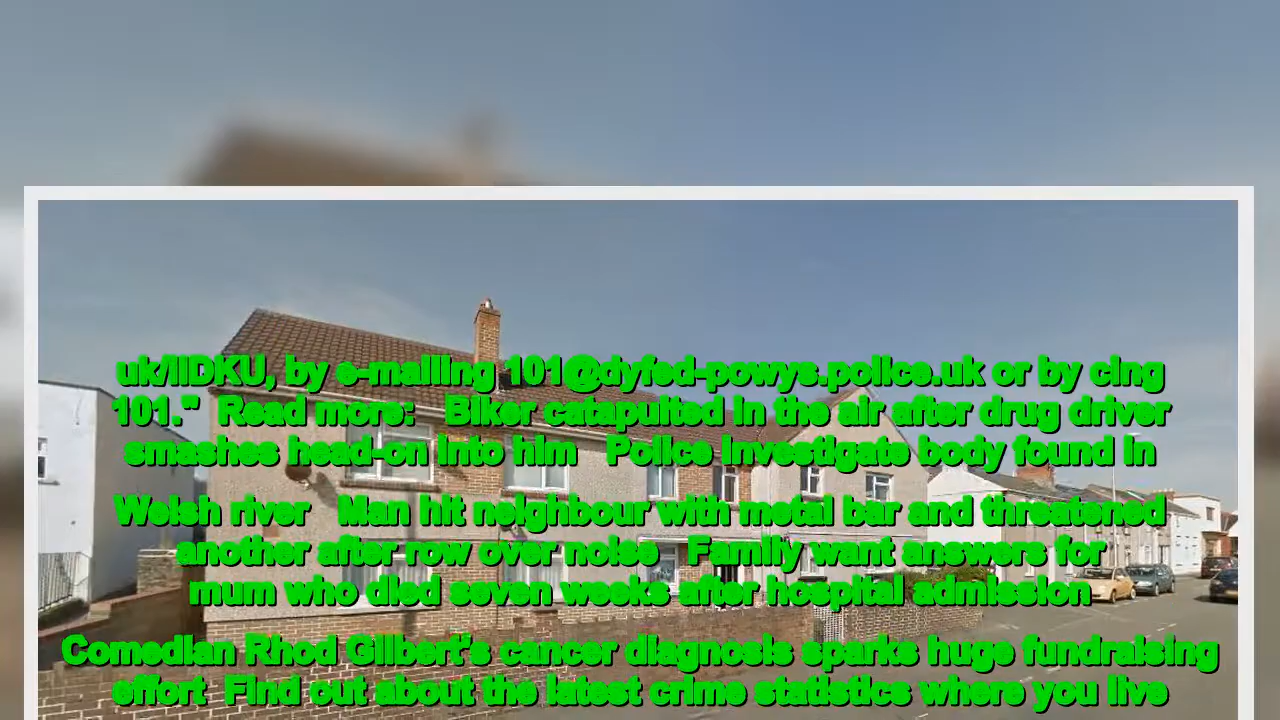 uk/IIDKU, by e-mailing 101@dyfed-powys.police.uk or by cing
101."  Read more:   Biker catapulted in the air after drug driver
smashes head-on into him   Police investigate body found in
Welsh river   Man hit neighbour with metal bar and threatened
another after row over noise   Family want answers for
mum who died seven weeks after hospital admission
Comedian Rhod Gilbert's cancer diagnosis sparks huge fundraising
effort  Find out about the latest crime statistics where you live